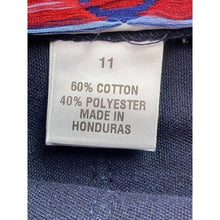 11
60% COTTON
40% POLYESTER
MADE IN
HONDURAS